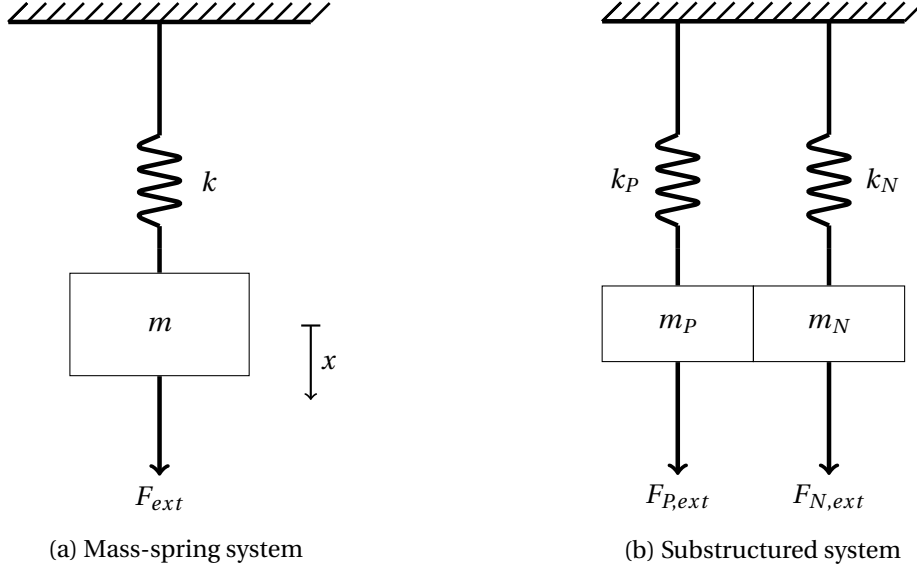 k
m
x
F_ext
(a) Mass-spring system
k_P
k_N
m_P
m_N
F_P,ext
F_N,ext
(b) Substructured system